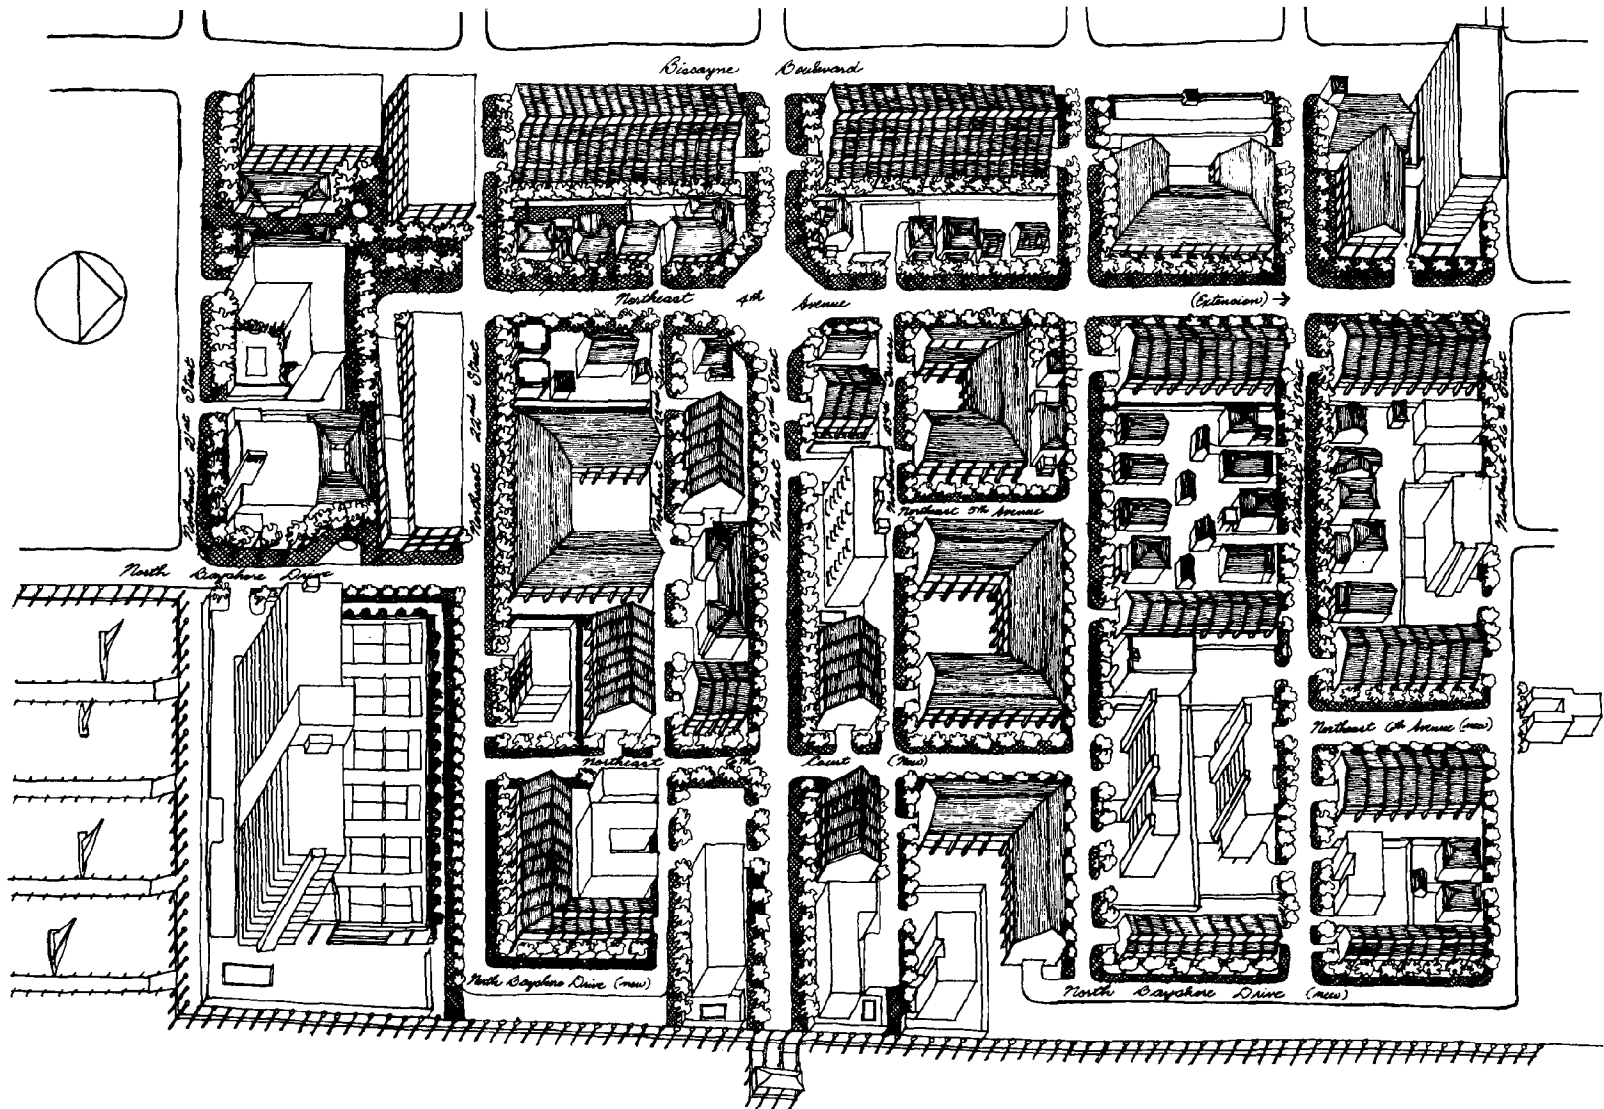 Biscayne Boulevard
Northeast 4th Avenue
(Extension) →
Northeast 21st Street
Northeast 22nd Street
Northeast 23rd Street
Northeast 26th Street
Northeast 5th Avenue
North Bayshore Drive
Northeast 6th Avenue (new)
Northeast 5th Court (New)
North Bayshore Drive (new)
North Bayshore Drive (new)